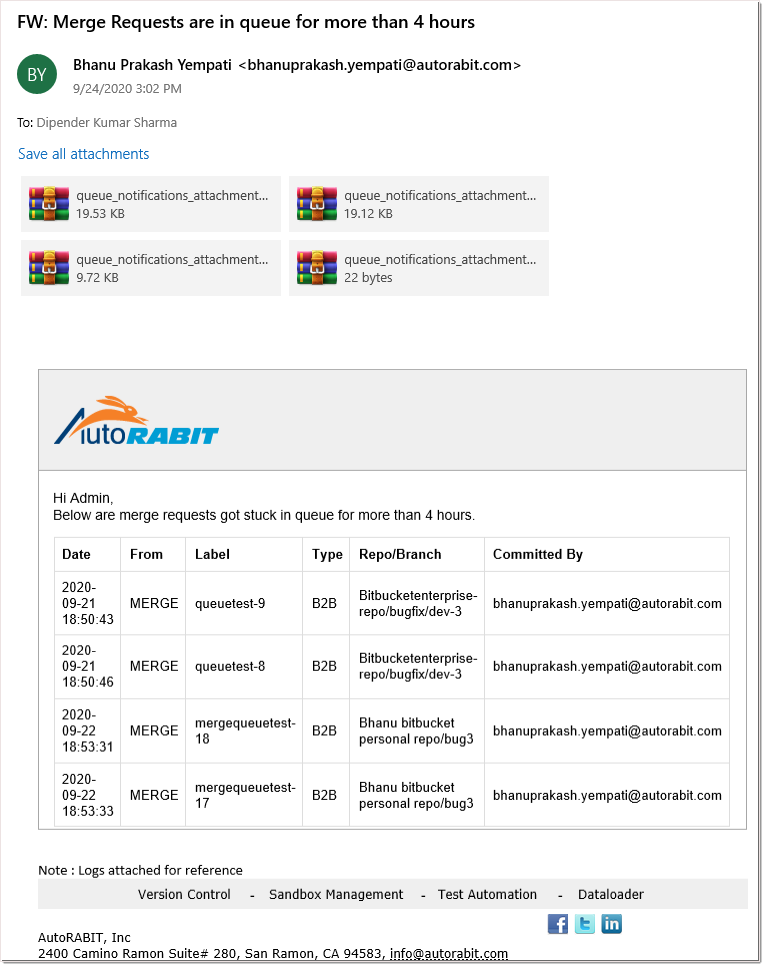 FW: Merge Requests are in queue for more than 4 hours
BY
Bhanu Prakash Yempati <bhanuprakash.yempati@autorabit.com>
9/24/2020 3:02 PM
To: Dipender Kumar Sharma
Save all attachments
queue_notifications_attachment...
19.53 KB
queue_notifications_attachment...
19.12 KB
queue_notifications_attachment...
9.72 KB
queue_notifications_attachment...
22 bytes
AutoRABIT
Hi Admin,
Below are merge requests got stuck in queue for more than 4 hours.
Date From Label Type Repo/Branch Committed By
2020-
09-21
18:50:43
MERGE
queuetest-9
B2B
Bitbucketenterprise-
repo/bugfix/dev-3
bhanuprakash.yempati@autorabit.com
2020-
09-21
18:50:46
MERGE
queuetest-8
B2B
Bitbucketenterprise-
repo/bugfix/dev-3
bhanuprakash.yempati@autorabit.com
2020-
09-22
18:53:31
MERGE
mergequeuetest-
18
B2B
Bhanu bitbucket
personal repo/bug3
bhanuprakash.yempati@autorabit.com
2020-
09-22
18:53:33
MERGE
mergequeuetest-
17
B2B
Bhanu bitbucket
personal repo/bug3
bhanuprakash.yempati@autorabit.com
Note : Logs attached for reference
Version Control - Sandbox Management - Test Automation - Dataloader
f t in
AutoRABIT, Inc
2400 Camino Ramon Suite# 280, San Ramon, CA 94583, info@autorabit.com